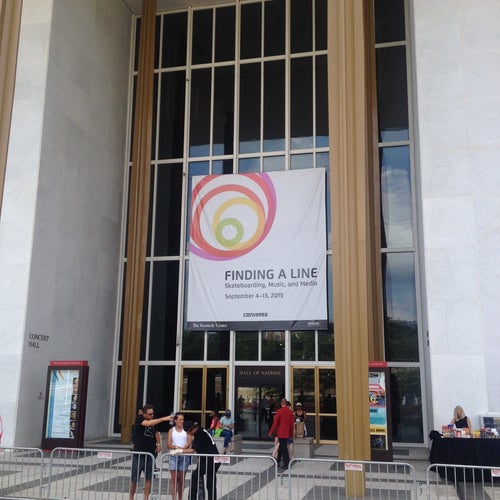 FINDING A LINE
Skateboarding, Music, and Media
September 4-13, 2015
CONVERSE
The Kennedy Center
CONCERT
HALL
HALL OF NATIONS